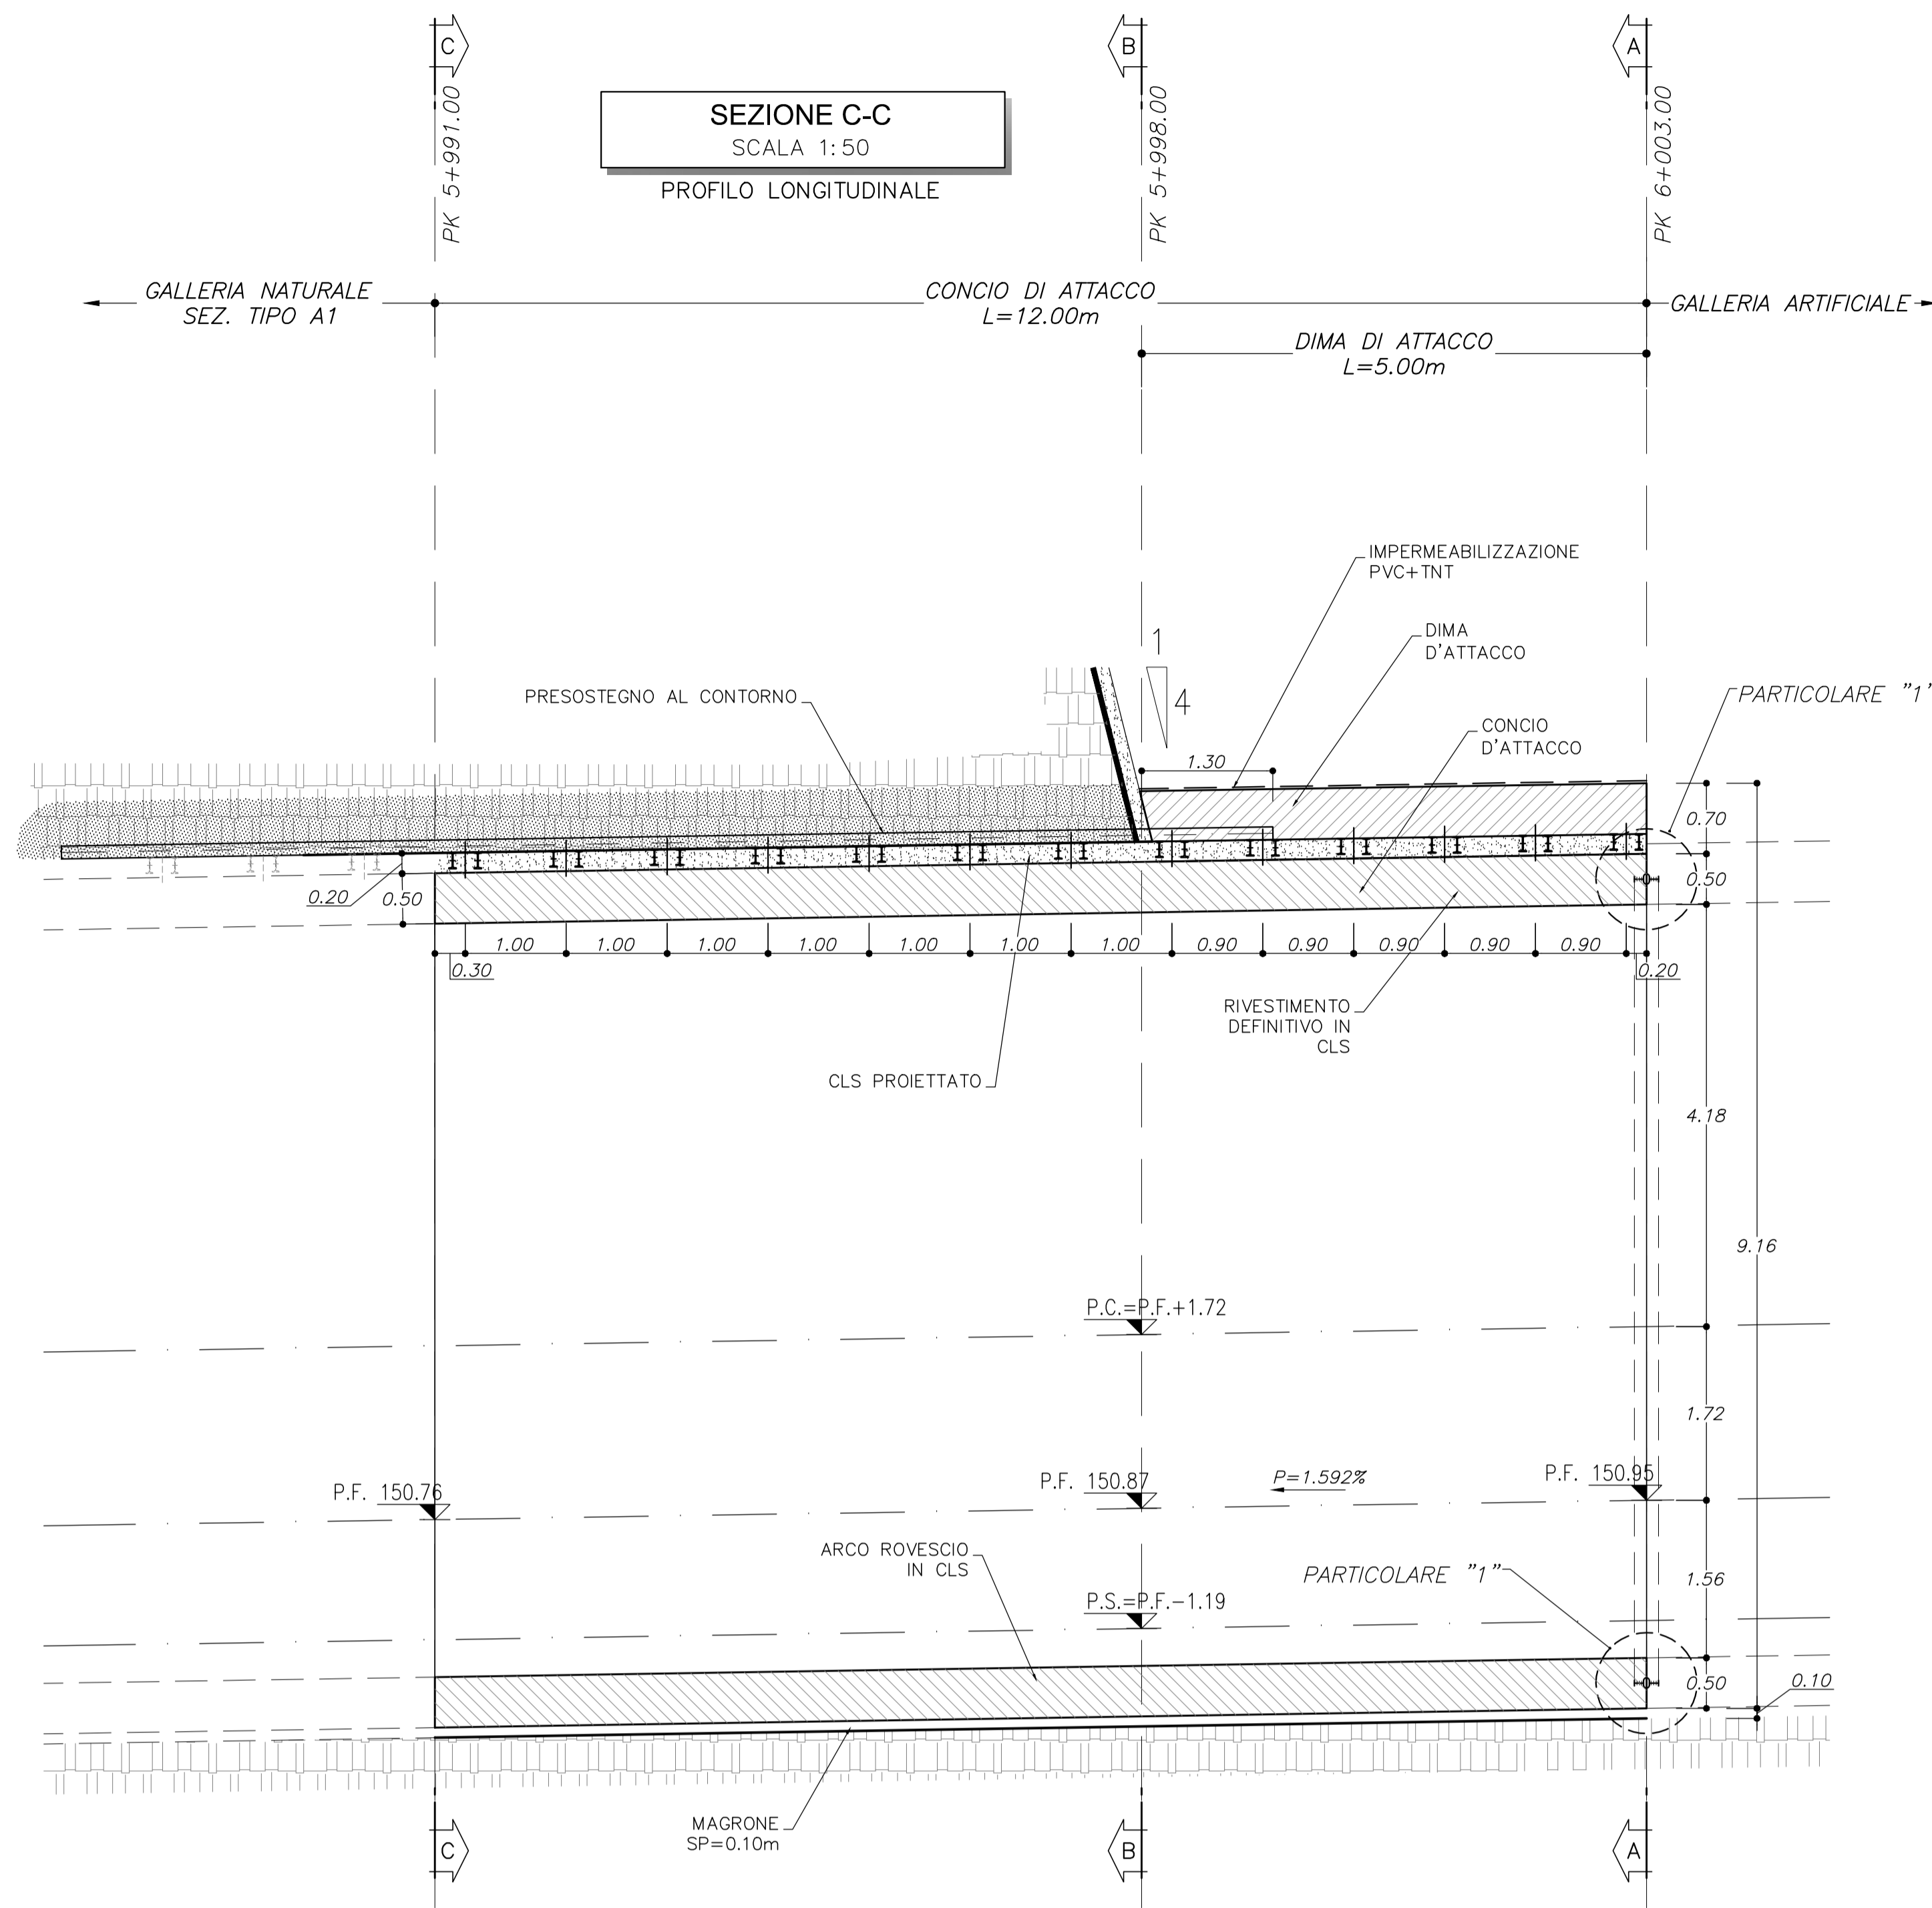 C
B
A
PK 5+991.00
PK 5+998.00
PK 6+003.00
SEZIONE C-C
SCALA 1:50
PROFILO LONGITUDINALE
GALLERIA NATURALE
SEZ. TIPO A1
CONCIO DI ATTACCO
L=12.00m
GALLERIA ARTIFICIALE
DIMA DI ATTACCO
L=5.00m
IMPERMEABILIZZAZIONE
PVC+TNT
1
4
DIMA
D'ATTACCO
PRESOSTEGNO AL CONTORNO
PARTICOLARE "1"
CONCIO
D'ATTACCO
1.30
0.70
0.20
0.50
0.50
1.00
1.00
1.00
1.00
1.00
1.00
1.00
0.90
0.90
0.90
0.90
0.90
0.30
0.20
RIVESTIMENTO
DEFINITIVO IN
CLS
CLS PROIETTATO
4.18
9.16
P.C.=P.F.+1.72
1.72
P.F. 150.76
P.F. 150.87
P=1.592%
P.F. 150.95
ARCO ROVESCIO
IN CLS
PARTICOLARE "1"
1.56
P.S.=P.F.-1.19
0.50
0.10
MAGRONE
SP=0.10m
C
B
A